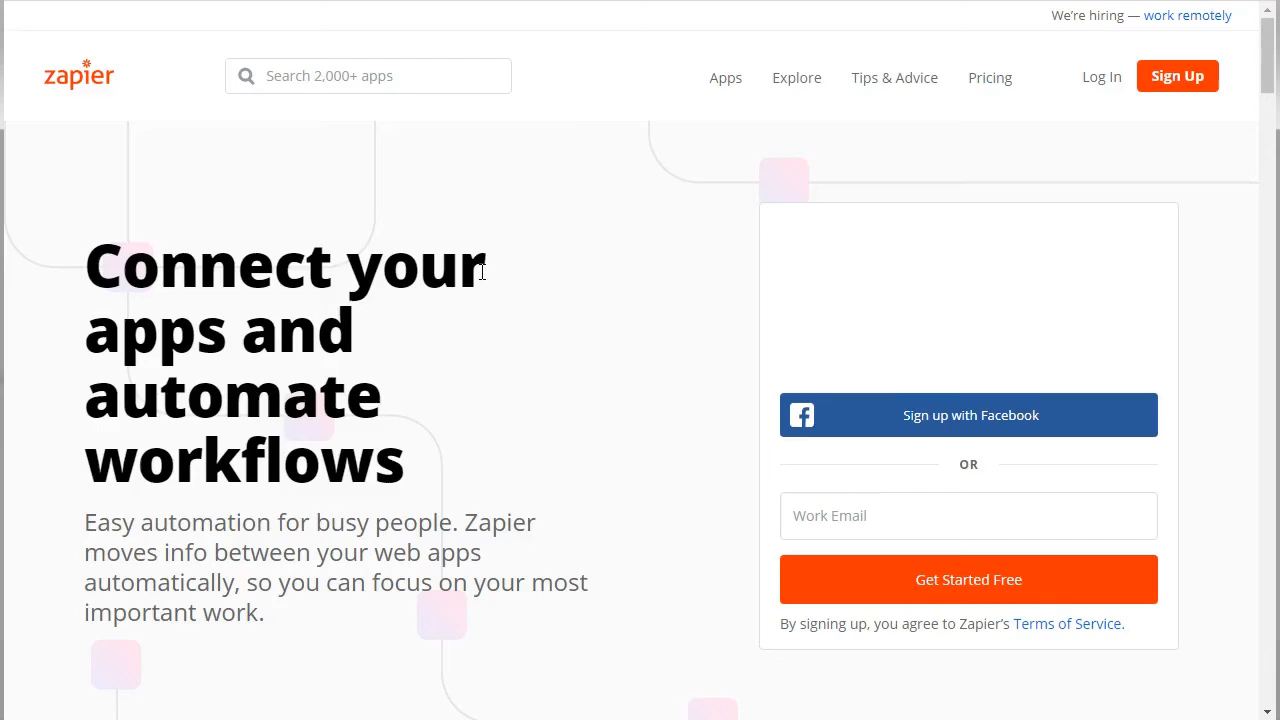 We're hiring — work remotely
zapier
Search 2,000+ apps
Apps
Explore
Tips & Advice
Pricing
Log In
Sign Up
Connect your
apps and
automate
workflows
Easy automation for busy people. Zapier
moves info between your web apps
automatically, so you can focus on your most
important work.
Sign up with Facebook
OR
Work Email
Get Started Free
By signing up, you agree to Zapier's Terms of Service.